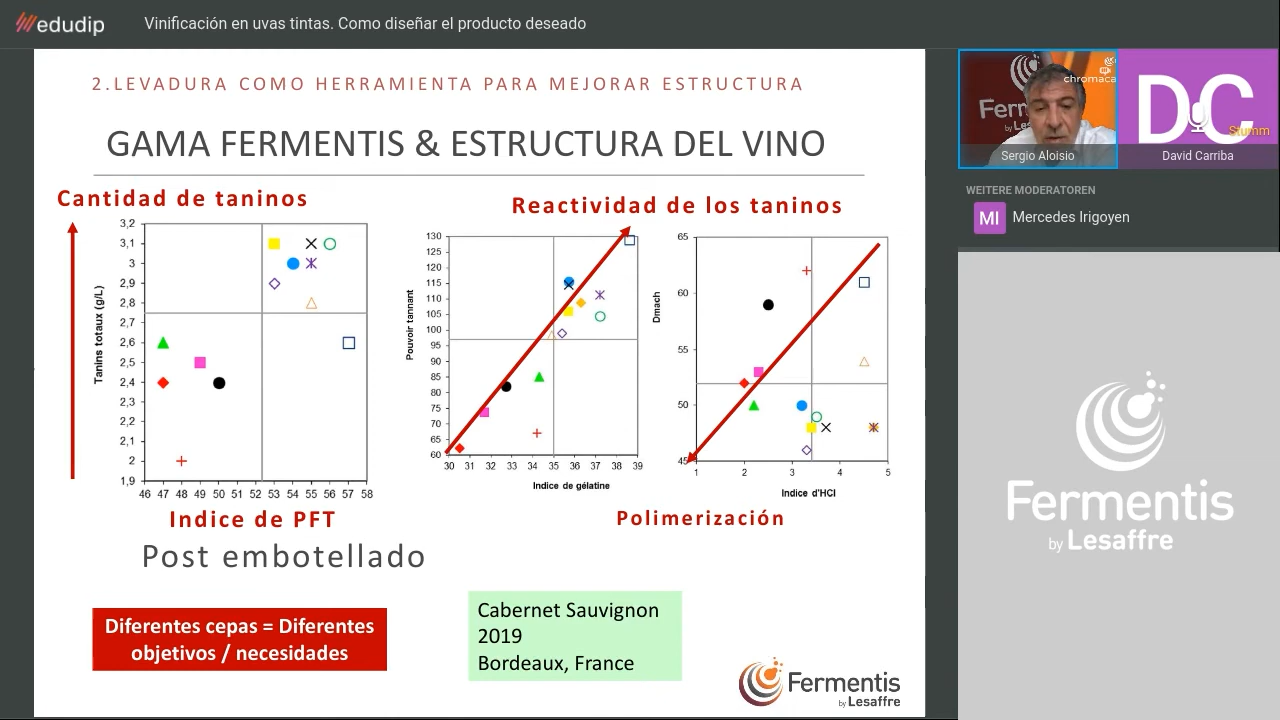 edudip
Vinificación en uvas tintas. Como diseñar el producto deseado
2.LEVADURA COMO HERRAMIENTA PARA MEJORAR ESTRUCTURA
GAMA FERMENTIS & ESTRUCTURA DEL VINO
Cantidad de taninos
Reactividad de los taninos
3,2
3,1
3
2,9
2,8
2,7
2,6
2,5
2,4
2,3
2,2
2,1
2
1,9
Tanins totaux (g/L)
46 47 48 49 50 51 52 53 54 55 56 57 58
Indice de PFT
130
125
120
115
110
105
100
95
90
85
80
75
70
65
60
Pouvoir tannant
30 31 32 33 34 35 36 37 38 39
Indice de gélatine
65
60
55
50
45
Dmach
1 2 3 4 5
Indice d'HCl
Polimerización
Post embotellado
Diferentes cepas = Diferentes
objetivos / necesidades
Cabernet Sauvignon
2019
Bordeaux, France
Fermentis
by Lesaffre
chromaca
Ferm
by Les
Sergio Aloisio
DC
Stumm
David Carriba
WEITERE MODERATOREN
MI
Mercedes Irigoyen
Fermentis
by Lesaffre